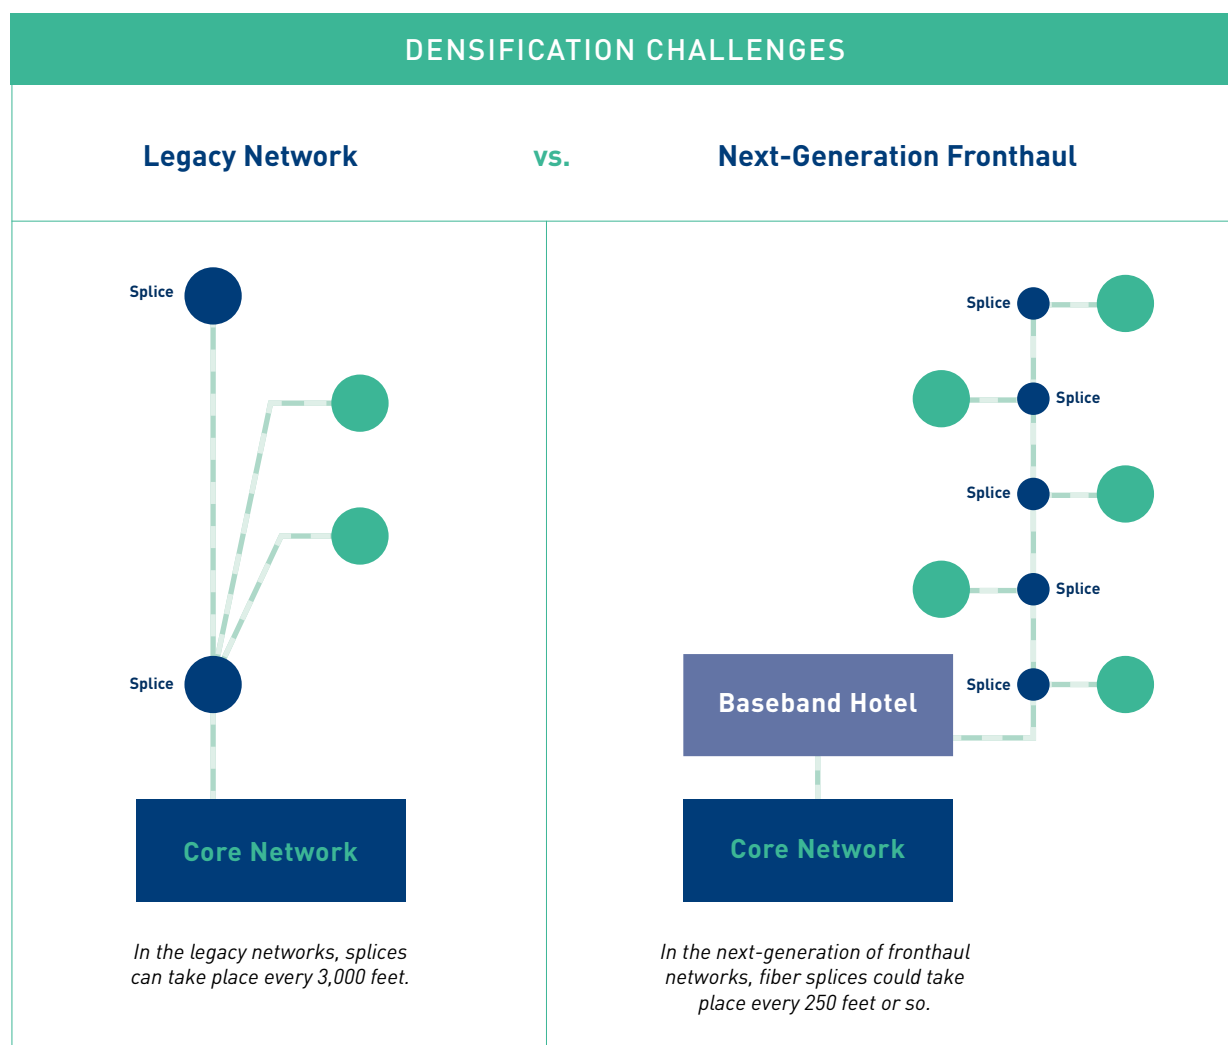 DENSIFICATION CHALLENGES
Legacy Network
vs.
Next-Generation Fronthaul
Splice
Splice
Core Network
In the legacy networks, splices
can take place every 3,000 feet.
Splice
Splice
Splice
Splice
Splice
Baseband Hotel
Core Network
In the next-generation of fronthaul
networks, fiber splices could take
place every 250 feet or so.